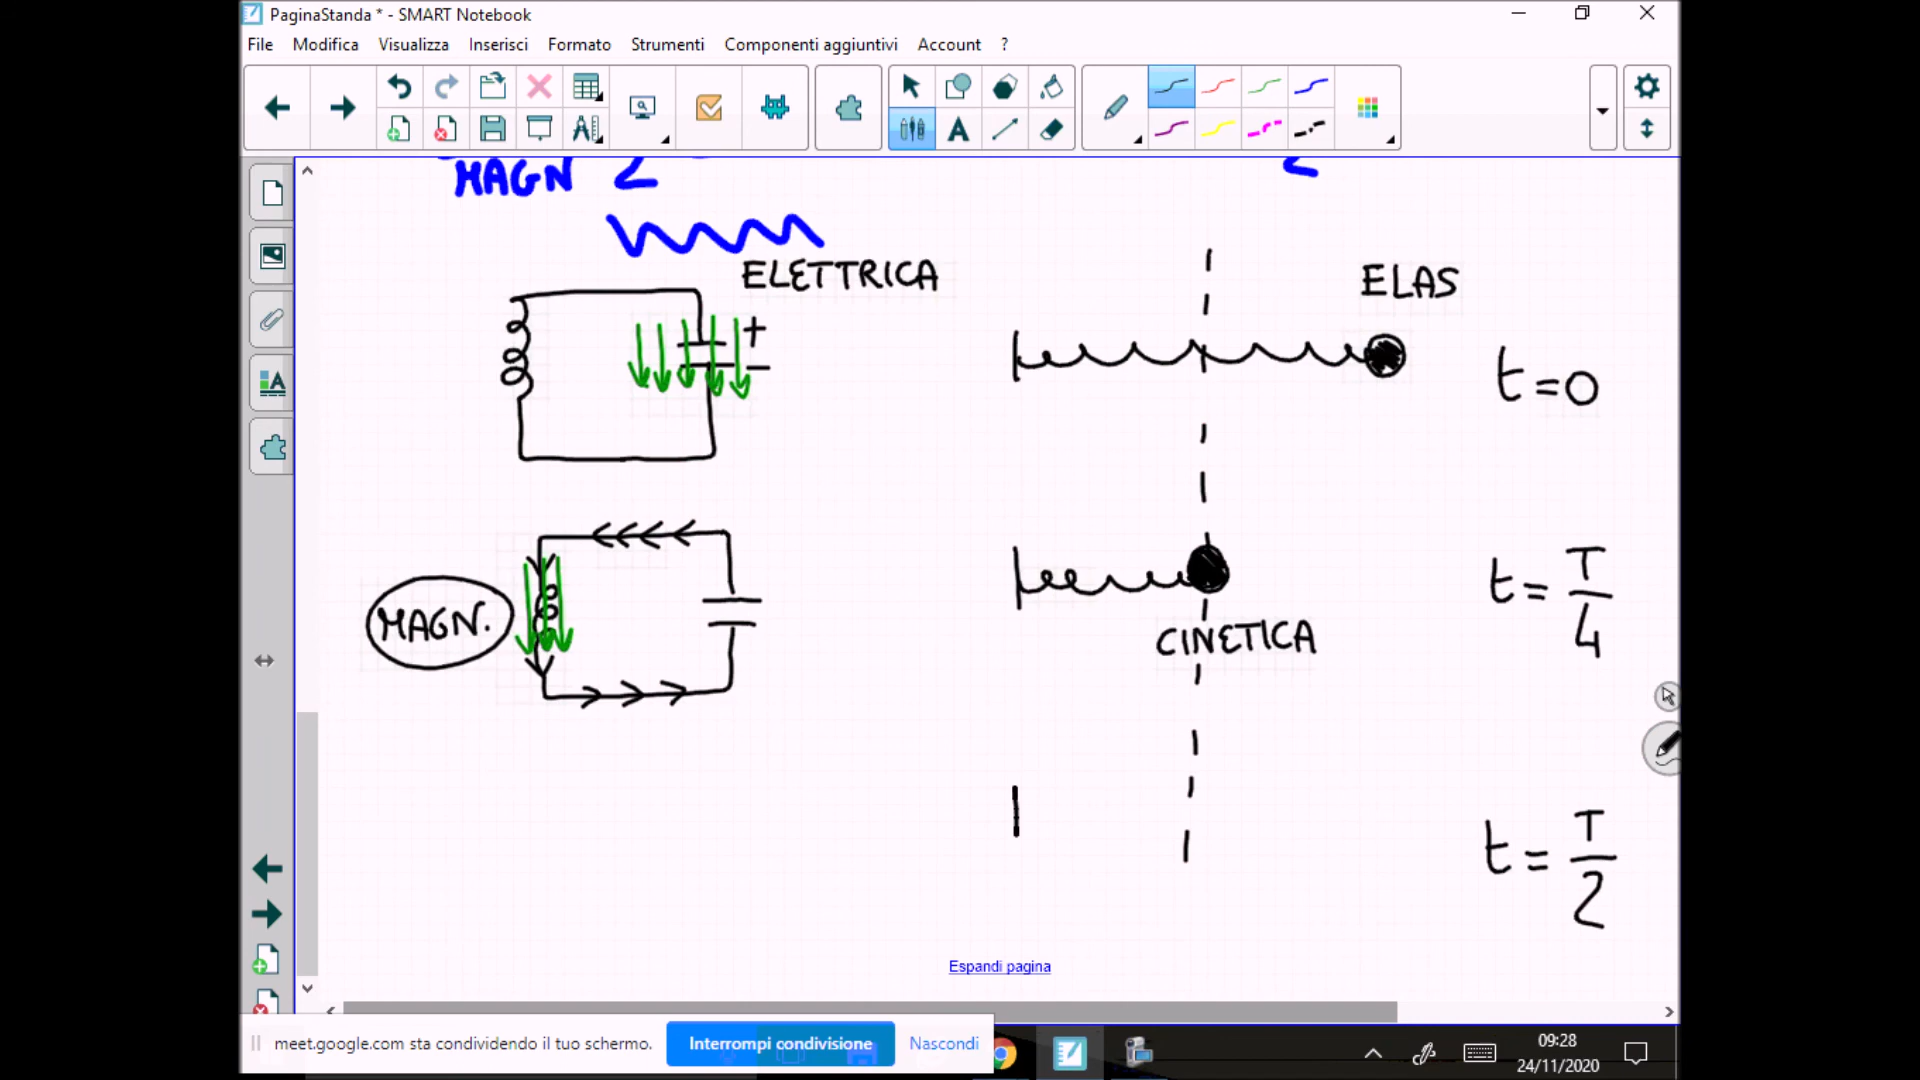 PaginaStanda * - SMART Notebook
File Modifica Visualizza Inserisci Formato Strumenti Componenti aggiuntivi Account ?
MAGN 2
ELETTRICA
+
−
ELAS
t=0
MAGN.
CINETICA
t= T/4
t= T/2
Espandi pagina
meet.google.com sta condividendo il tuo schermo.
Interrompi condivisione
Nascondi
09:28
24/11/2020